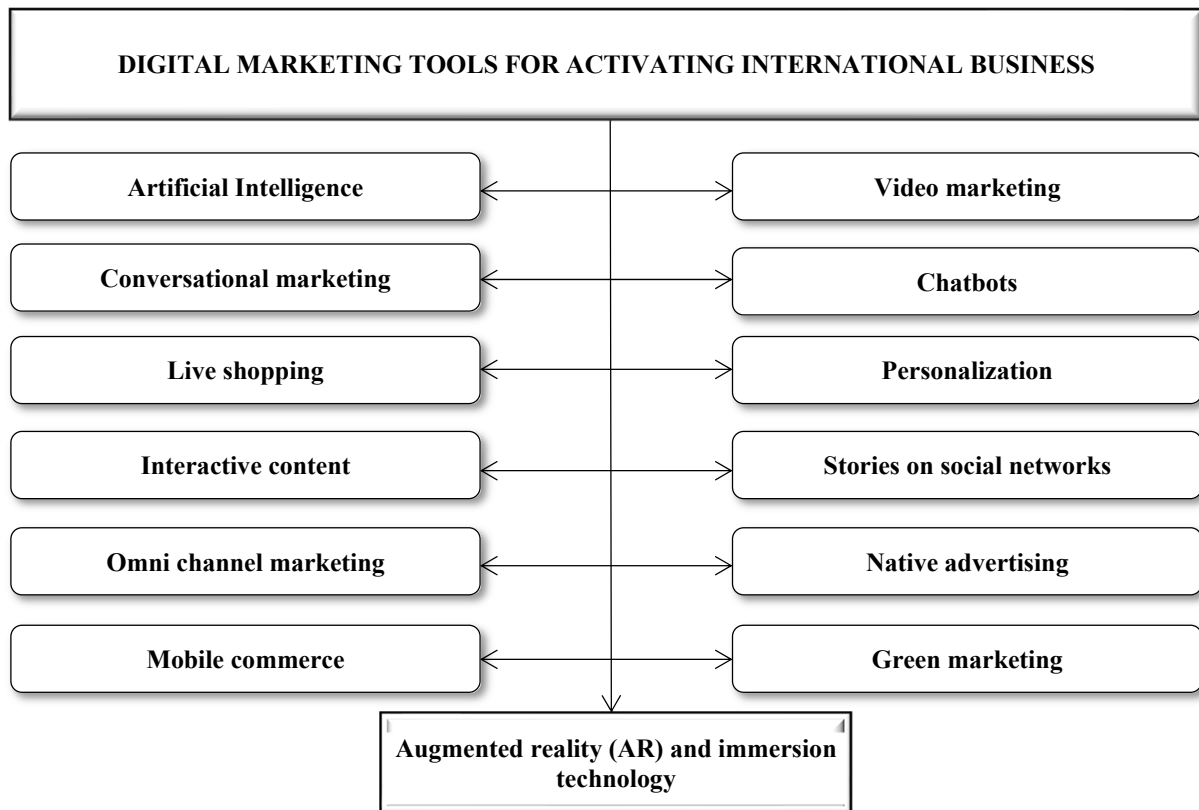 DIGITAL MARKETING TOOLS FOR ACTIVATING INTERNATIONAL BUSINESS
Artificial Intelligence
Video marketing
Conversational marketing
Chatbots
Live shopping
Personalization
Interactive content
Stories on social networks
Omni channel marketing
Native advertising
Mobile commerce
Green marketing
Augmented reality (AR) and immersion
technology